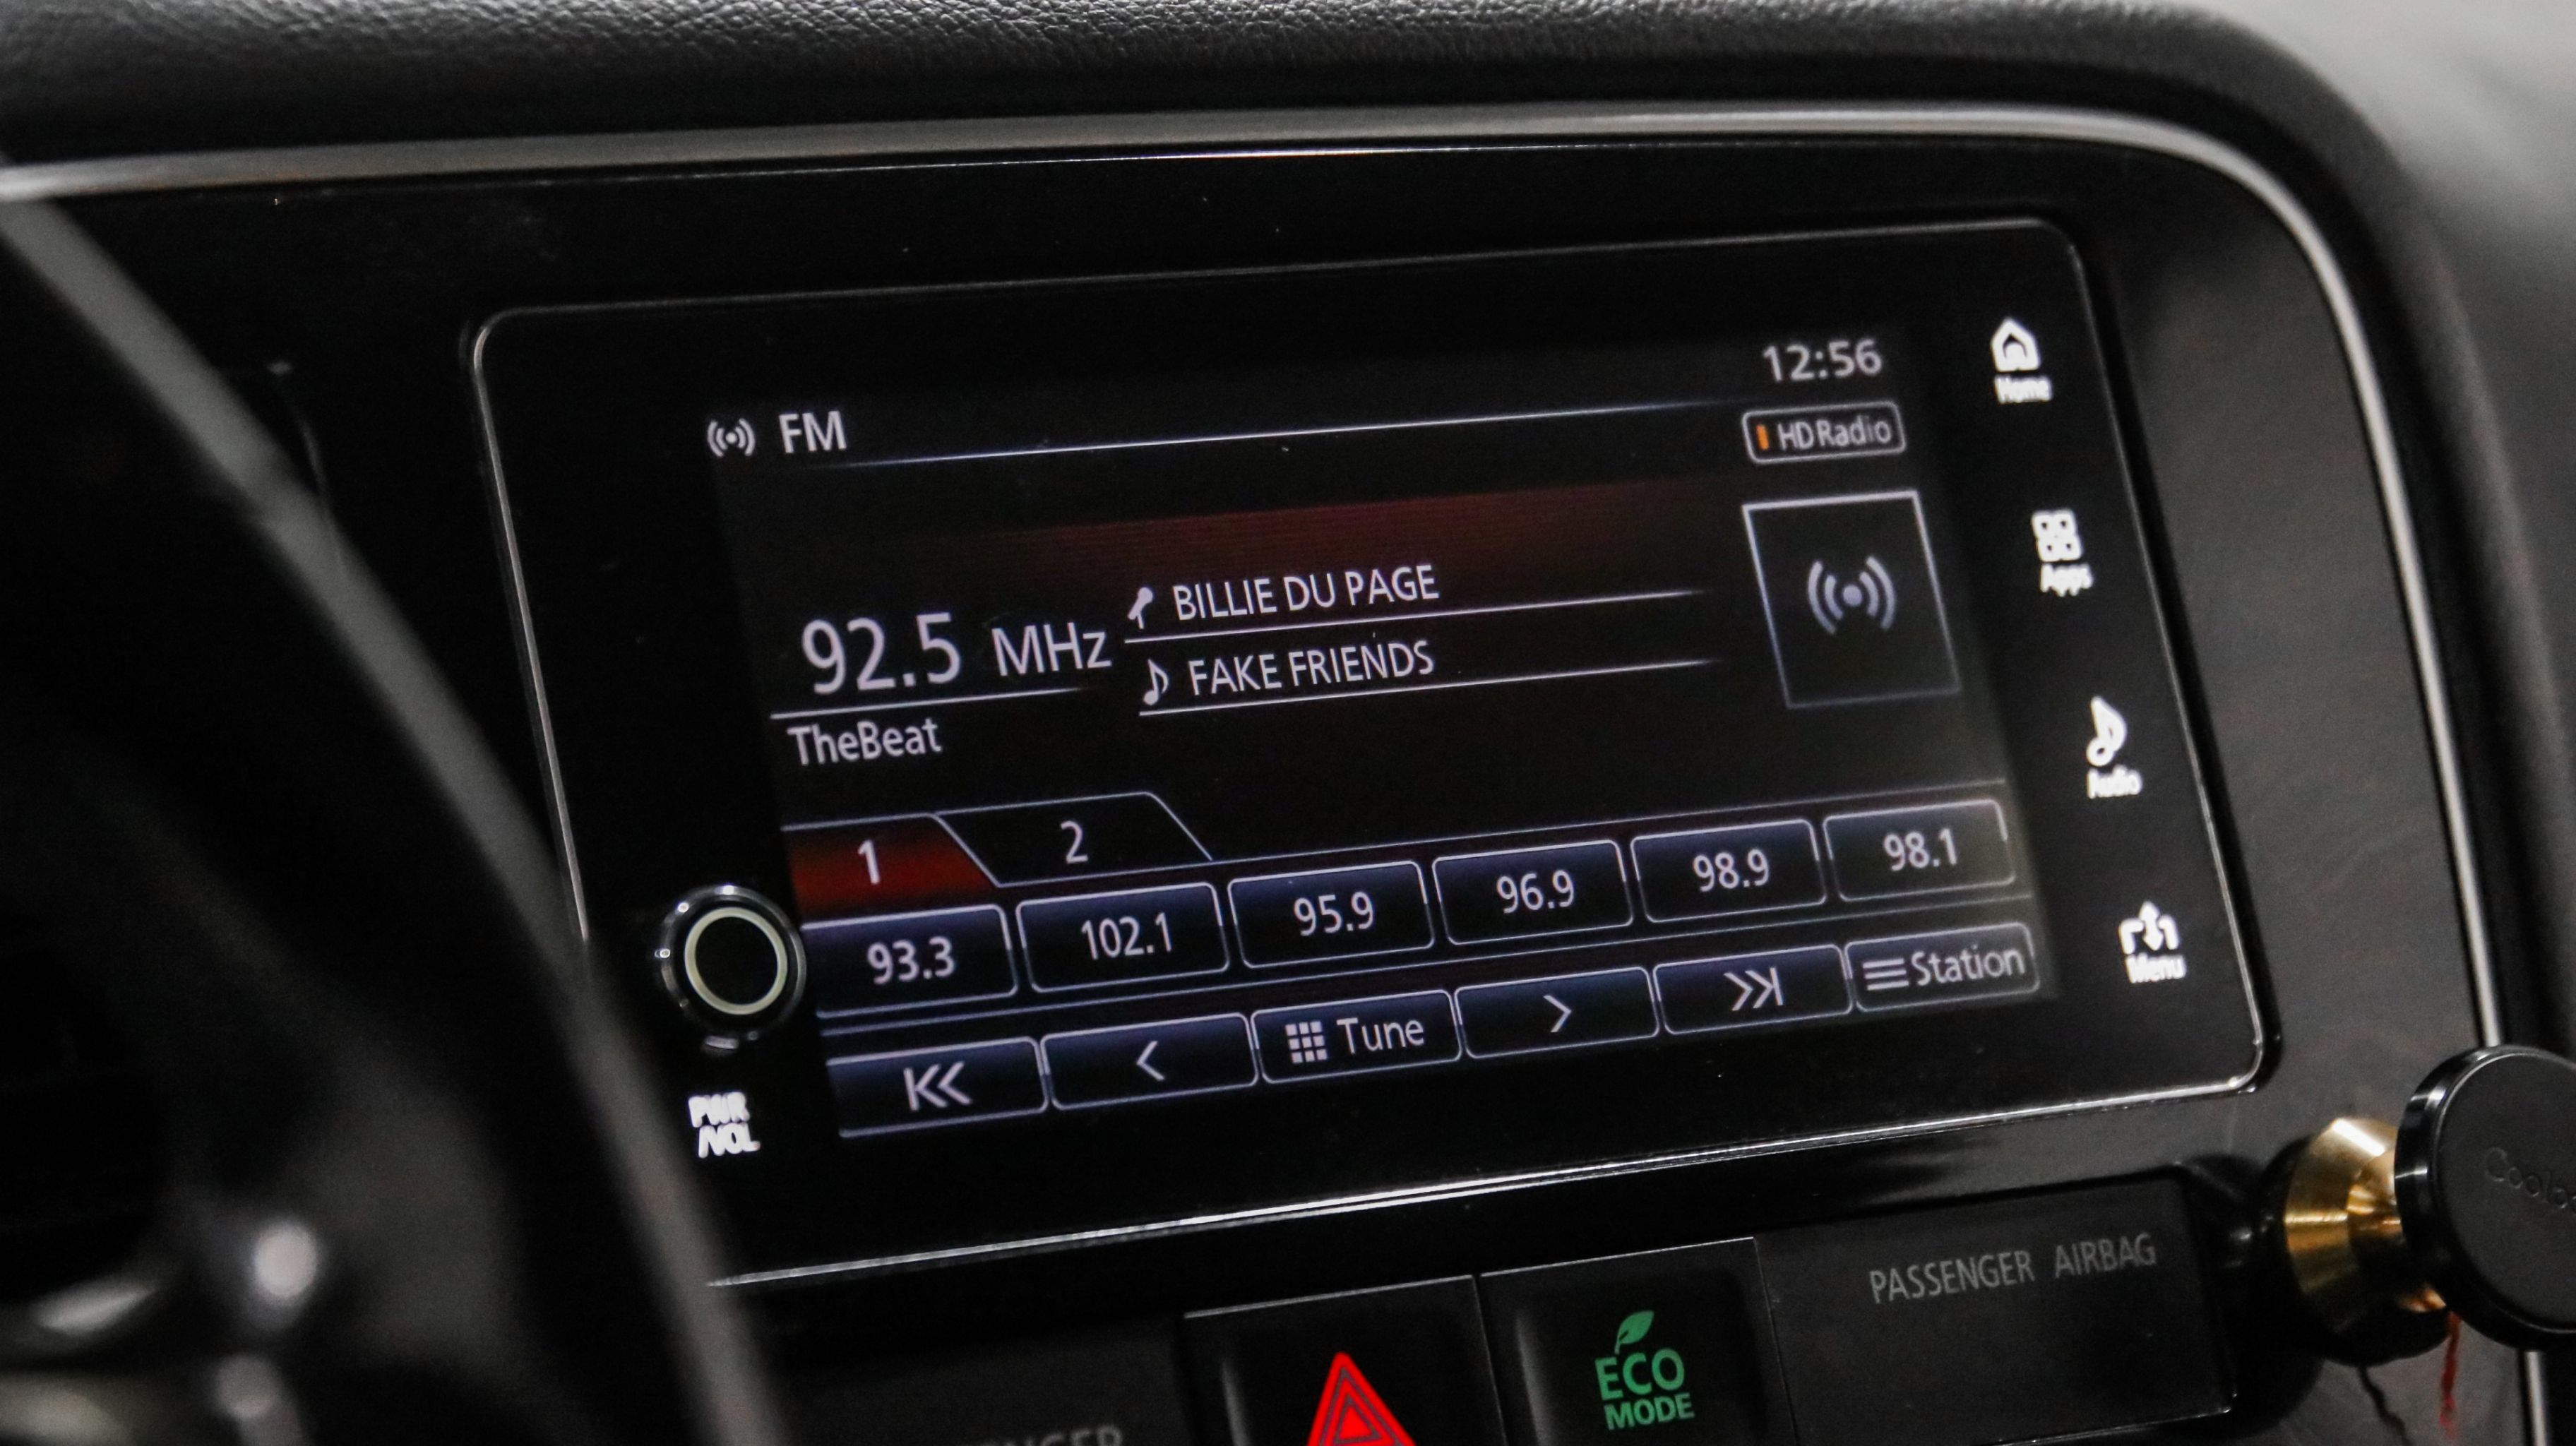 12:56
Home
FM
HD Radio
Apps
BILLIE DU PAGE
92.5 MHz
FAKE FRIENDS
TheBeat
Audio
1 2
93.3 102.1 95.9 96.9 98.9 98.1
Tune
Station
Menu
PWR
/VOL
PASSENGER AIRBAG
ECO
MODE